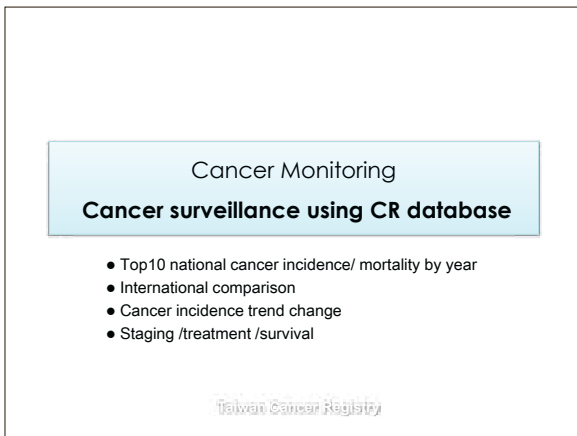 Cancer Monitoring
Cancer surveillance using CR database
● Top10 national cancer incidence/ mortality by year
● International comparison
● Cancer incidence trend change
● Staging /treatment /survival
Taiwan Cancer Registry